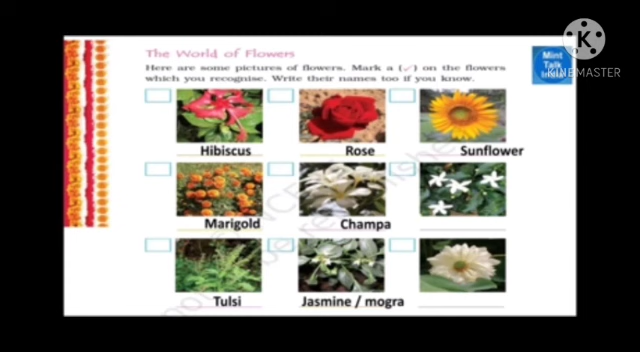 The World of Flowers
Here are some pictures of flowers. Mark a (✓) on the flowers
which you recognise. Write their names too if you know.
Mint
Talk
KINEMASTER
Hibiscus
Rose
Sunflower
Marigold
Champa
Tulsi
Jasmine / mogra